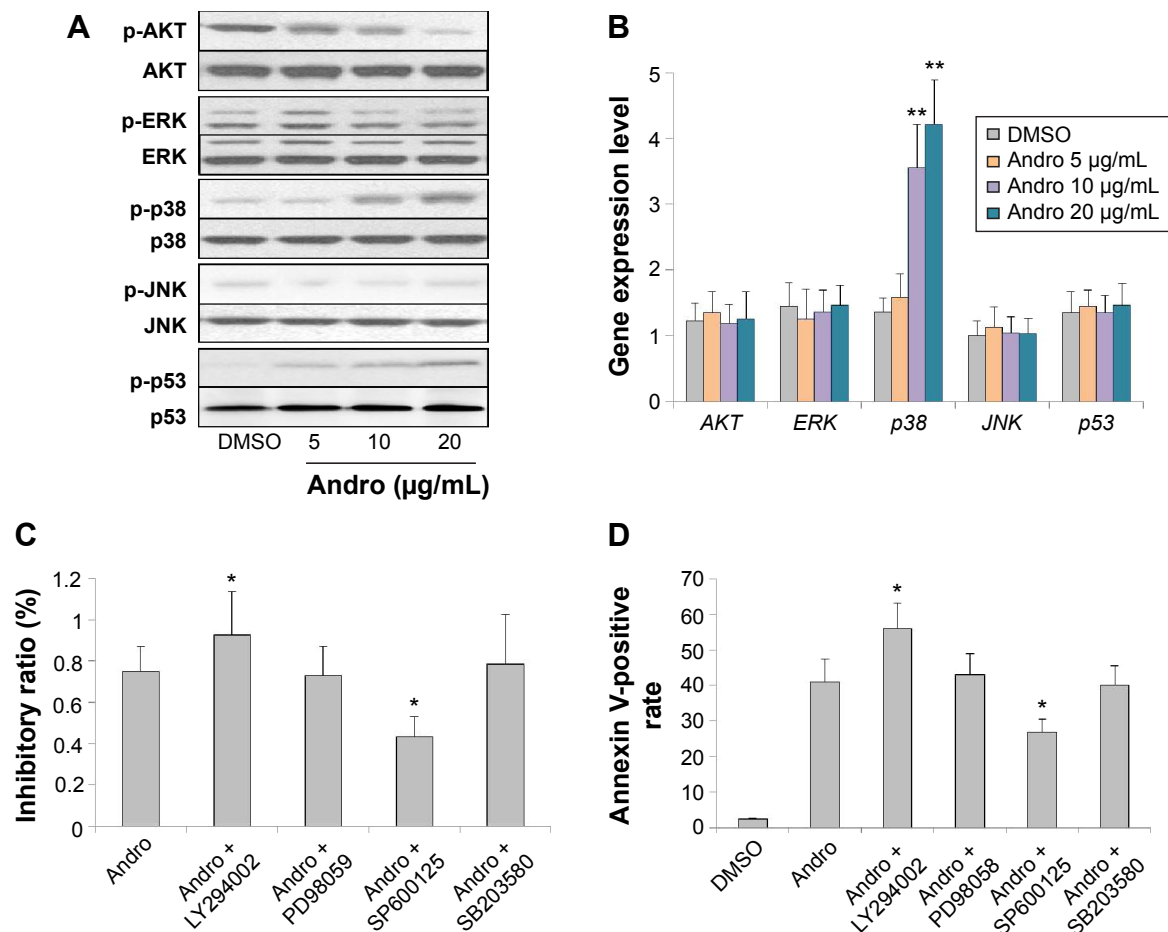 A
p-AKT
AKT
p-ERK
ERK
p-p38
p38
p-JNK
JNK
p-p53
p53
DMSO 5 10 20
Andro (µg/mL)
B
Gene expression level
5
4
3
2
1
0
** **
AKT ERK p38 JNK p53
DMSO
Andro 5 µg/mL
Andro 10 µg/mL
Andro 20 µg/mL
C
Inhibitory ratio (%)
1.2
1
0.8
0.6
0.4
0.2
0
*
*
Andro
Andro +
LY294002
Andro +
PD98059
Andro +
SP600125
Andro +
SB203580
D
Annexin V-positive
rate
70
60
50
40
30
20
10
0
*
*
DMSO
Andro
Andro +
LY294002
Andro +
PD98058
Andro +
SP600125
Andro +
SB203580